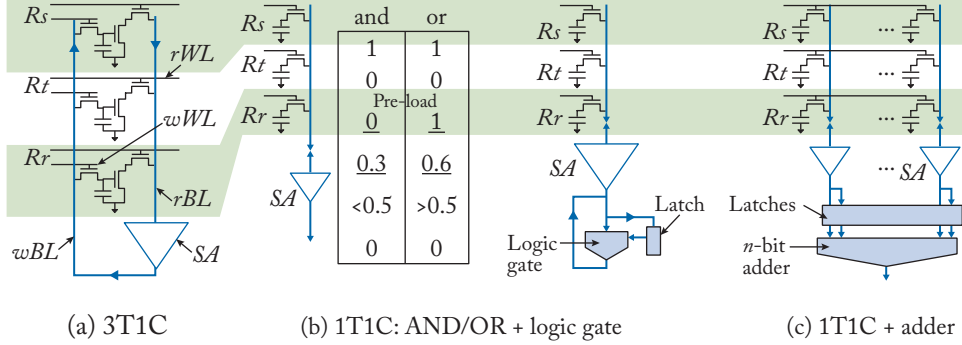 Rs
rWL
Rt
wWL
Rr
rBL
wBL
SA
(a) 3T1C
Rs
Rt
Rr
SA
and or
1 1
0 0
Pre-load
0 1
0.3 0.6
<0.5 >0.5
0 0
Rs
Rt
Rr
SA
Latch
Logic
gate
(b) 1T1C: AND/OR + logic gate
Rs ...
Rt ...
Rr ...
... SA
Latches
n-bit
adder
(c) 1T1C + adder